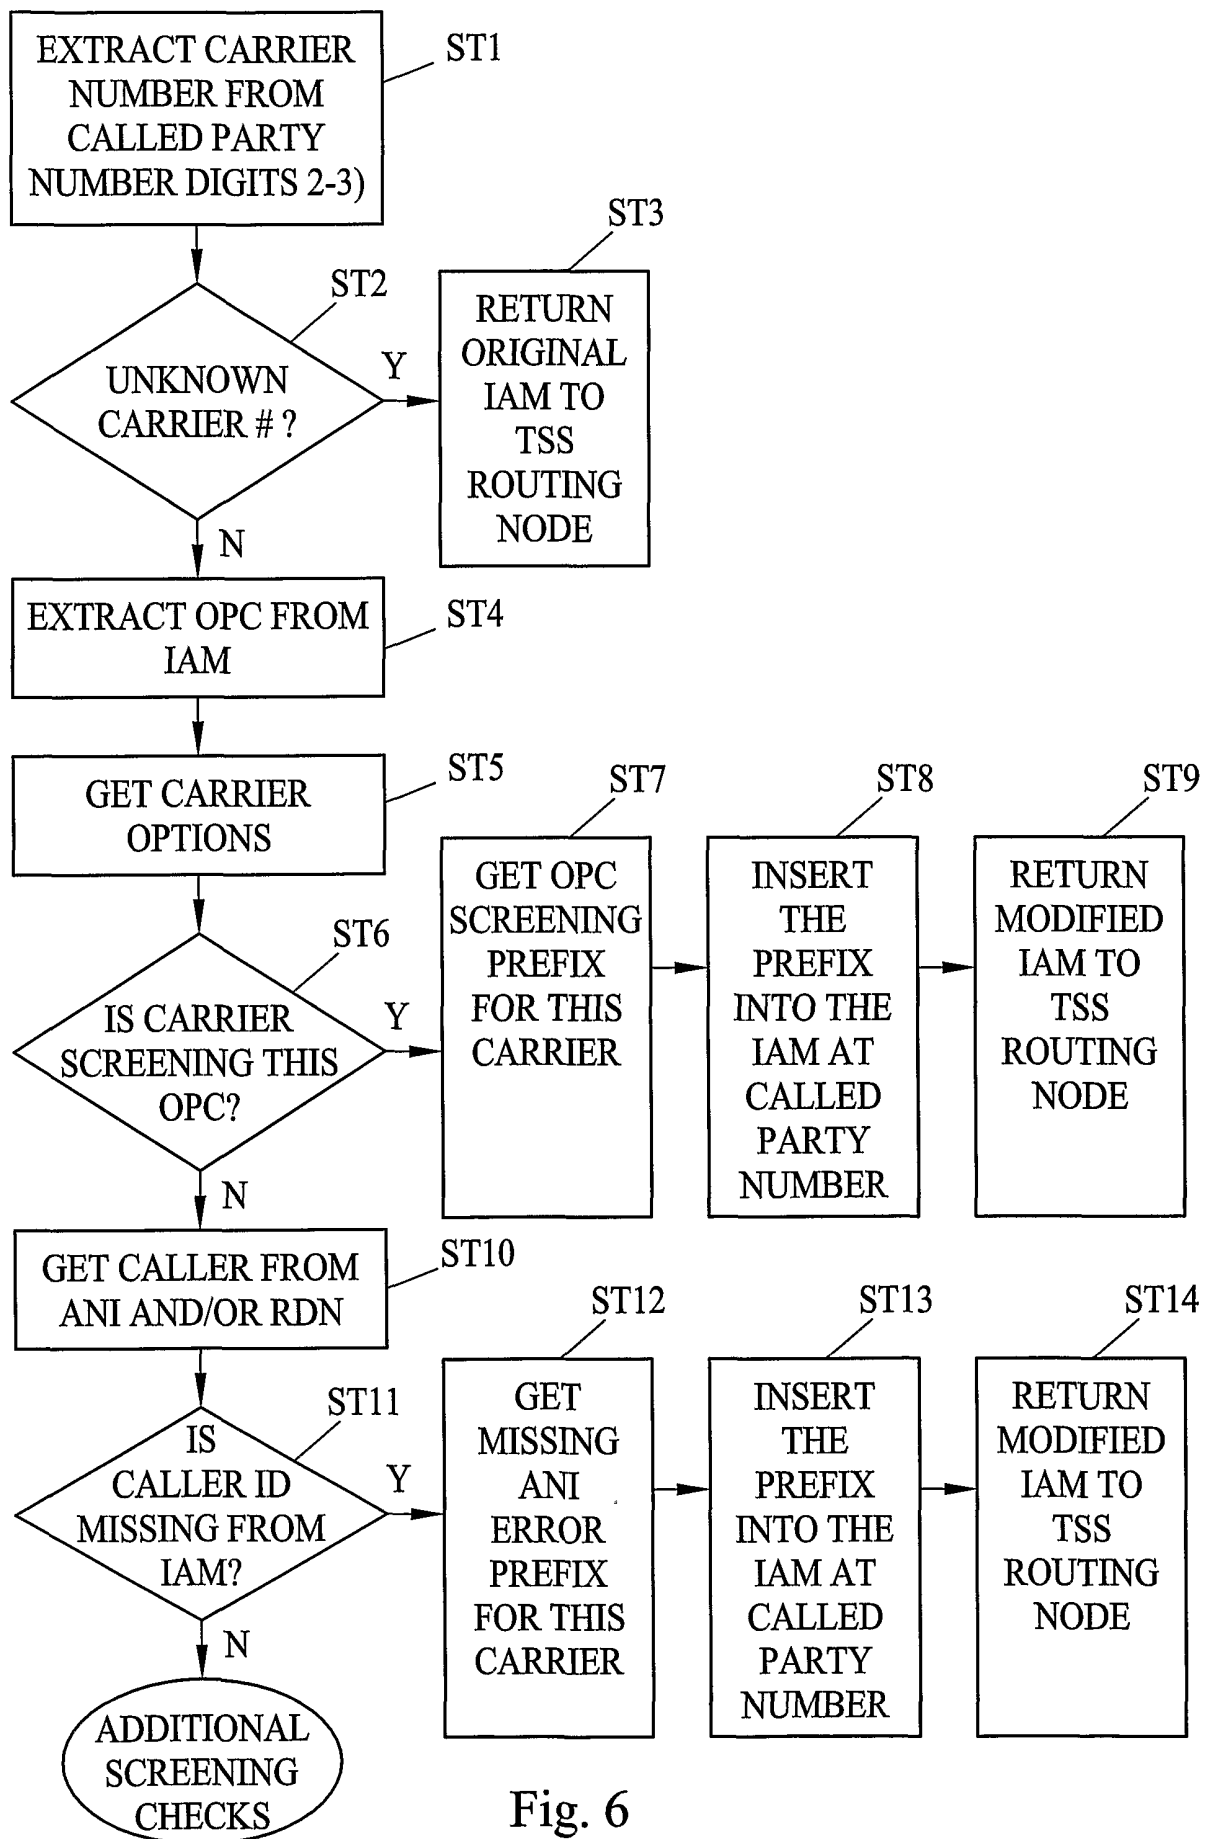 EXTRACT CARRIER
NUMBER FROM
CALLED PARTY
NUMBER DIGITS 2-3)
ST1
ST2
UNKNOWN
CARRIER # ?
Y
N
ST3
RETURN
ORIGINAL
IAM TO
TSS
ROUTING
NODE
EXTRACT OPC FROM
IAM
ST4
GET CARRIER
OPTIONS
ST5
ST6
IS CARRIER
SCREENING THIS
OPC?
Y
N
ST7
GET OPC
SCREENING
PREFIX
FOR THIS
CARRIER
ST8
INSERT
THE
PREFIX
INTO THE
IAM AT
CALLED
PARTY
NUMBER
ST9
RETURN
MODIFIED
IAM TO
TSS
ROUTING
NODE
GET CALLER FROM
ANI AND/OR RDN
ST10
ST11
IS
CALLER ID
MISSING FROM
IAM?
Y
N
ST12
GET
MISSING
ANI
ERROR
PREFIX
FOR THIS
CARRIER
ST13
INSERT
THE
PREFIX
INTO THE
IAM AT
CALLED
PARTY
NUMBER
ST14
RETURN
MODIFIED
IAM TO
TSS
ROUTING
NODE
ADDITIONAL
SCREENING
CHECKS
Fig. 6